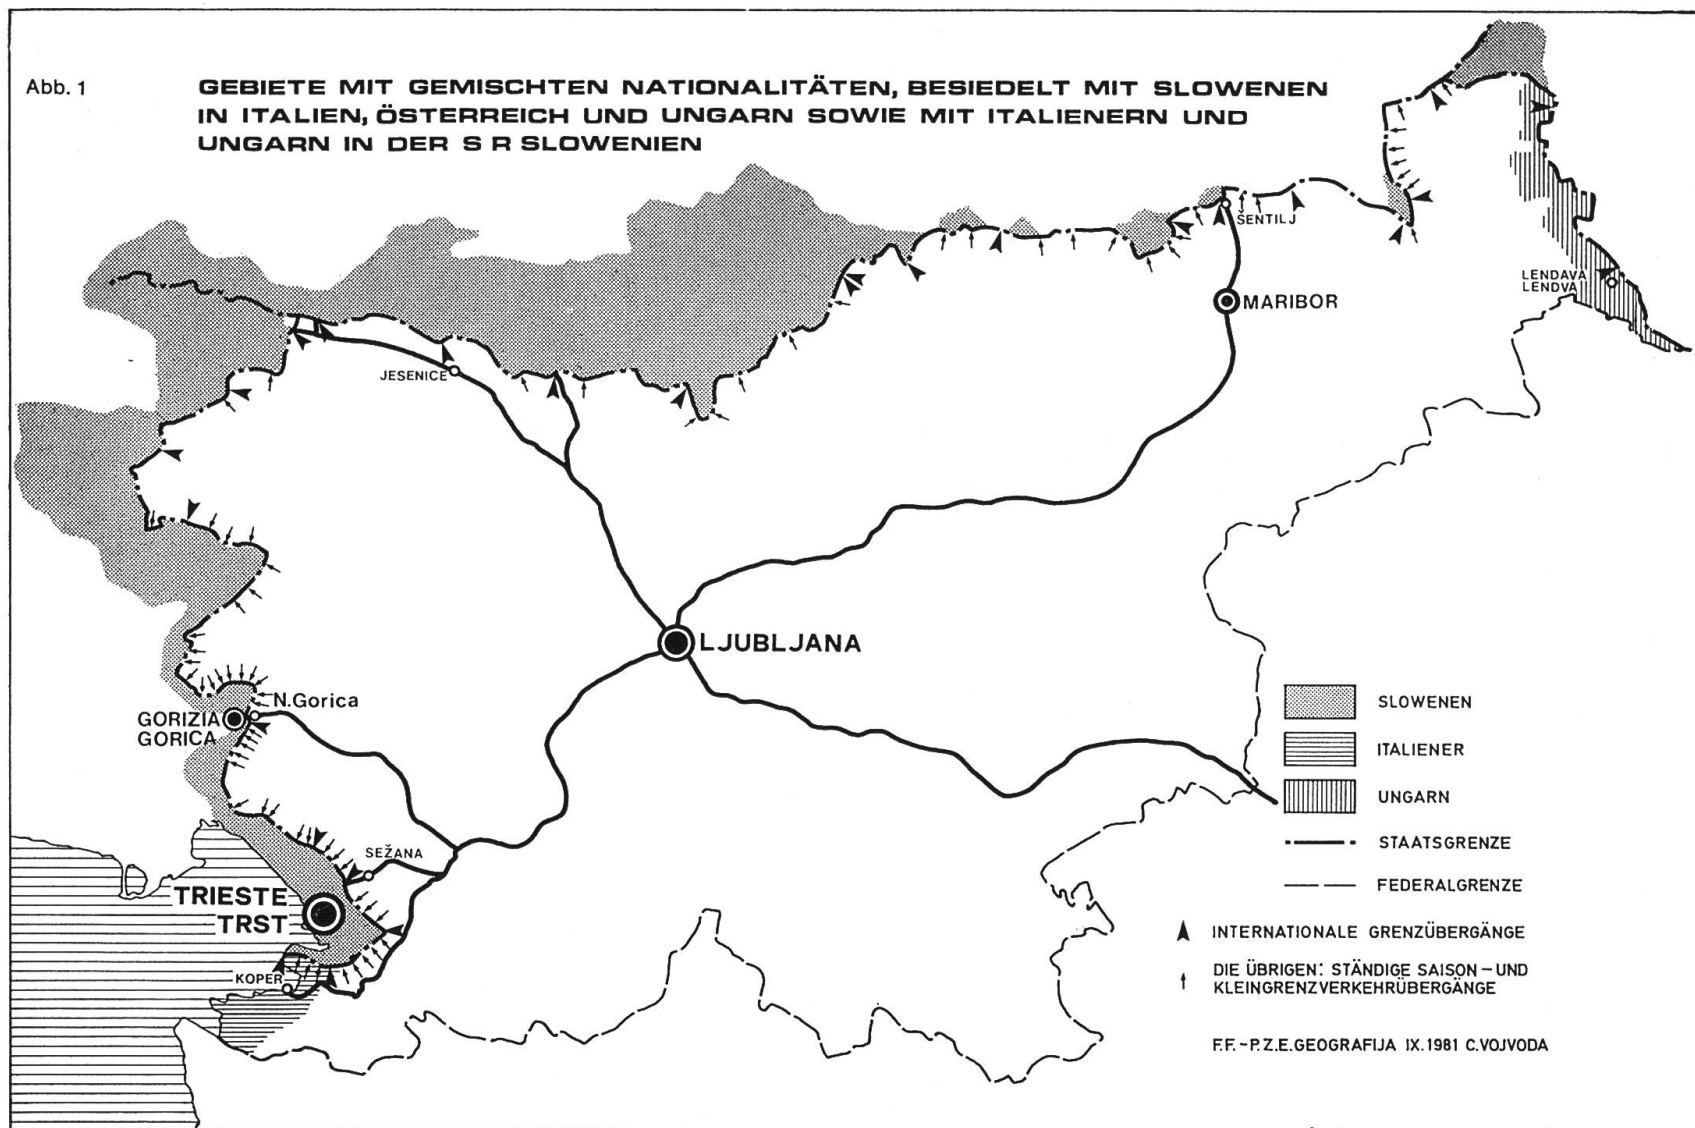 Abb. 1
GEBIETE MIT GEMISCHTEN NATIONALITÄTEN, BESIEDELT MIT SLOWENEN
IN ITALIEN, ÖSTERREICH UND UNGARN SOWIE MIT ITALIENERN UND
UNGARN IN DER S R SLOWENIEN
ŠENTILJ
LENDAVA
LENDVA
MARIBOR
JESENICE
LJUBLJANA
N.Gorica
GORIZIA
GORICA
SEŽANA
TRIESTE
TRST
KOPER
SLOWENEN
ITALIENER
UNGARN
STAATSGRENZE
FEDERALGRENZE
INTERNATIONALE GRENZÜBERGÄNGE
DIE ÜBRIGEN: STÄNDIGE SAISON – UND
KLEINGRENZVERKEHRÜBERGÄNGE
F.F.-P.Z.E.GEOGRAFIJA IX.1981 C.VOJVODA